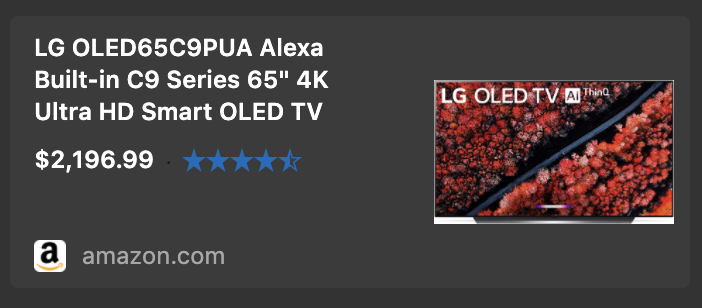 LG OLED65C9PUA Alexa
Built-in C9 Series 65" 4K
Ultra HD Smart OLED TV
$2,196.99 ·
LG OLED TV AI ThinQ
a amazon.com